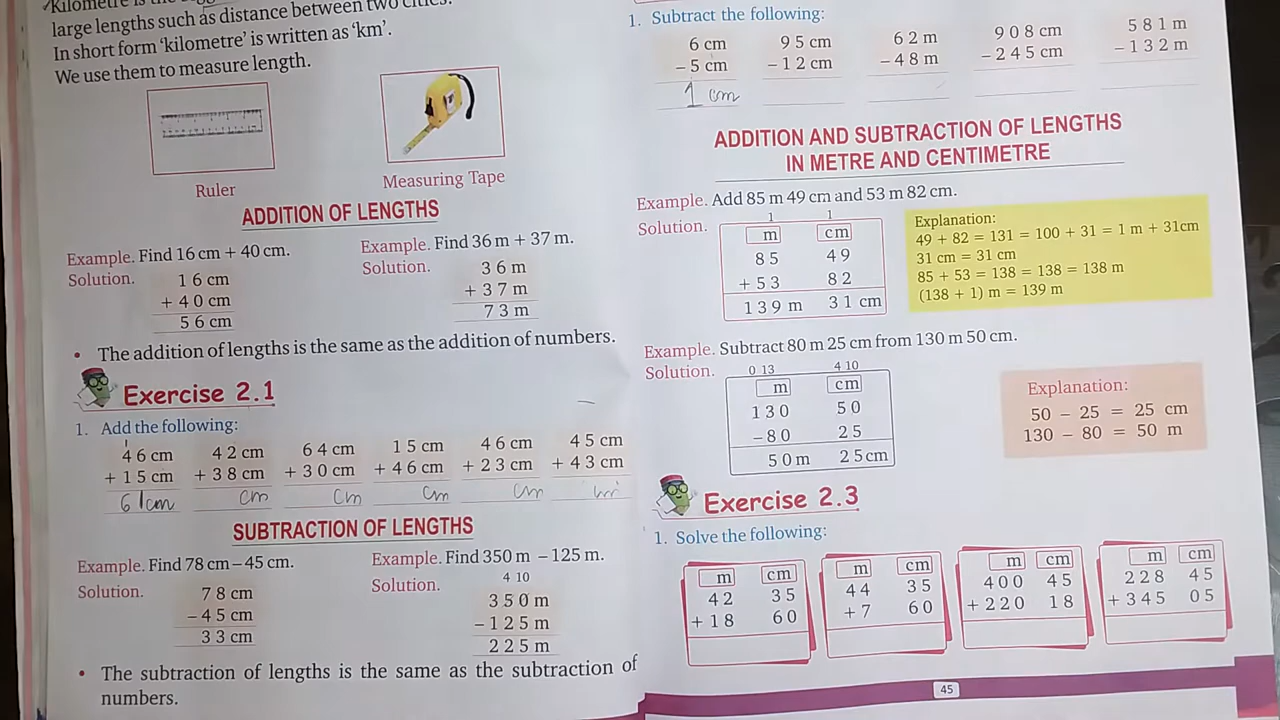 large lengths such as distance between two cities.
In short form 'kilometre' is written as 'km'.
We use them to measure length.
Ruler
Measuring Tape
ADDITION OF LENGTHS
Example. Find 16 cm + 40 cm.
Solution.
16 cm
+ 40 cm
56 cm
Example. Find 36 m + 37 m.
Solution.
36 m
+ 37 m
73 m
• The addition of lengths is the same as the addition of numbers.
Exercise 2.1
1. Add the following:
1
46 cm 42 cm 64 cm 15 cm 46 cm 45 cm
+ 15 cm + 38 cm + 30 cm + 46 cm + 23 cm + 43 cm
61cm cm cm cm cm
SUBTRACTION OF LENGTHS
Example. Find 78 cm – 45 cm.
Solution.
78 cm
– 45 cm
33 cm
Example. Find 350 m – 125 m.
Solution.
4 10
350 m
– 125 m
225 m
• The subtraction of lengths is the same as the subtraction of
numbers.
1. Subtract the following:
6 cm 95 cm 62 m 908 cm 581 m
– 5 cm – 12 cm – 48 m – 245 cm – 132 m
1 cm
ADDITION AND SUBTRACTION OF LENGTHS
IN METRE AND CENTIMETRE
Example. Add 85 m 49 cm and 53 m 82 cm.
Solution.
1 1
m cm
85 49
+ 53 82
139 m 31 cm
Explanation:
49 + 82 = 131 = 100 + 31 = 1 m + 31cm
31 cm = 31 cm
85 + 53 = 138 = 138 = 138 m
(138 + 1) m = 139 m
Example. Subtract 80 m 25 cm from 130 m 50 cm.
Solution.
0 13 4 10
m cm
130 50
– 80 25
50 m 25 cm
Explanation:
50 – 25 = 25 cm
130 – 80 = 50 m
Exercise 2.3
1. Solve the following:
m cm m cm m cm m cm
42 35 44 35 400 45 228 45
+ 18 60 + 7 60 + 220 18 + 345 05
45